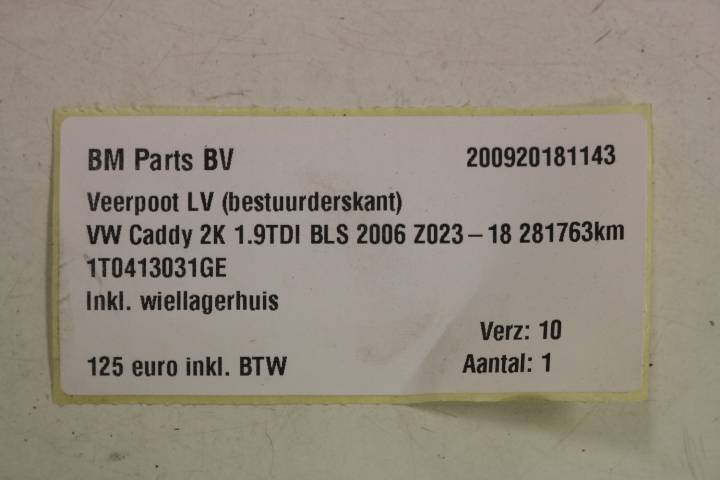 BM Parts BV 200920181143
Veerpoot LV (bestuurderskant)
VW Caddy 2K 1.9TDI BLS 2006 Z023-18 281763km
1T0413031GE
Inkl. wiellagerhuis
Verz: 10
125 euro inkl. BTW Aantal: 1